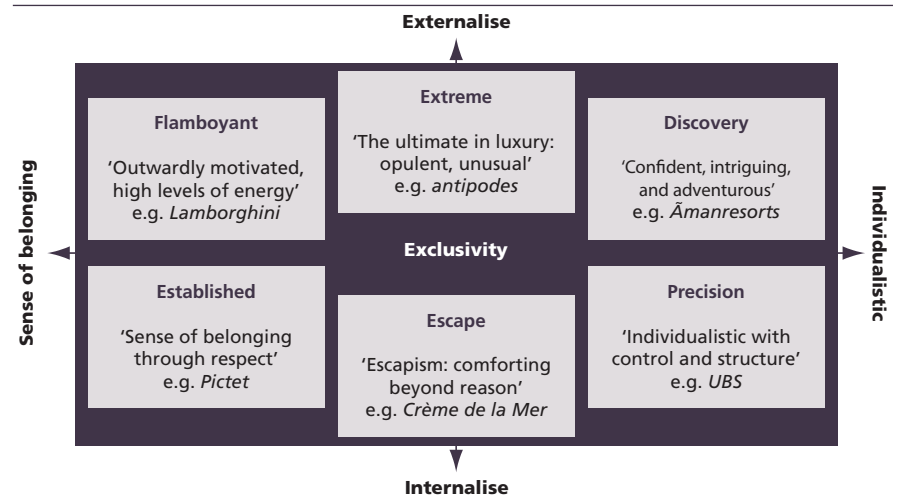 Externalise
Extreme
'The ultimate in luxury:
opulent, unusual'
e.g. antipodes
Flamboyant
'Outwardly motivated,
high levels of energy'
e.g. Lamborghini
Discovery
'Confident, intriguing,
and adventurous'
e.g. Ãmanresorts
Sense of belonging
Exclusivity
Individualistic
Established
'Sense of belonging
through respect'
e.g. Pictet
Escape
'Escapism: comforting
beyond reason'
e.g. Crème de la Mer
Precision
'Individualistic with
control and structure'
e.g. UBS
Internalise